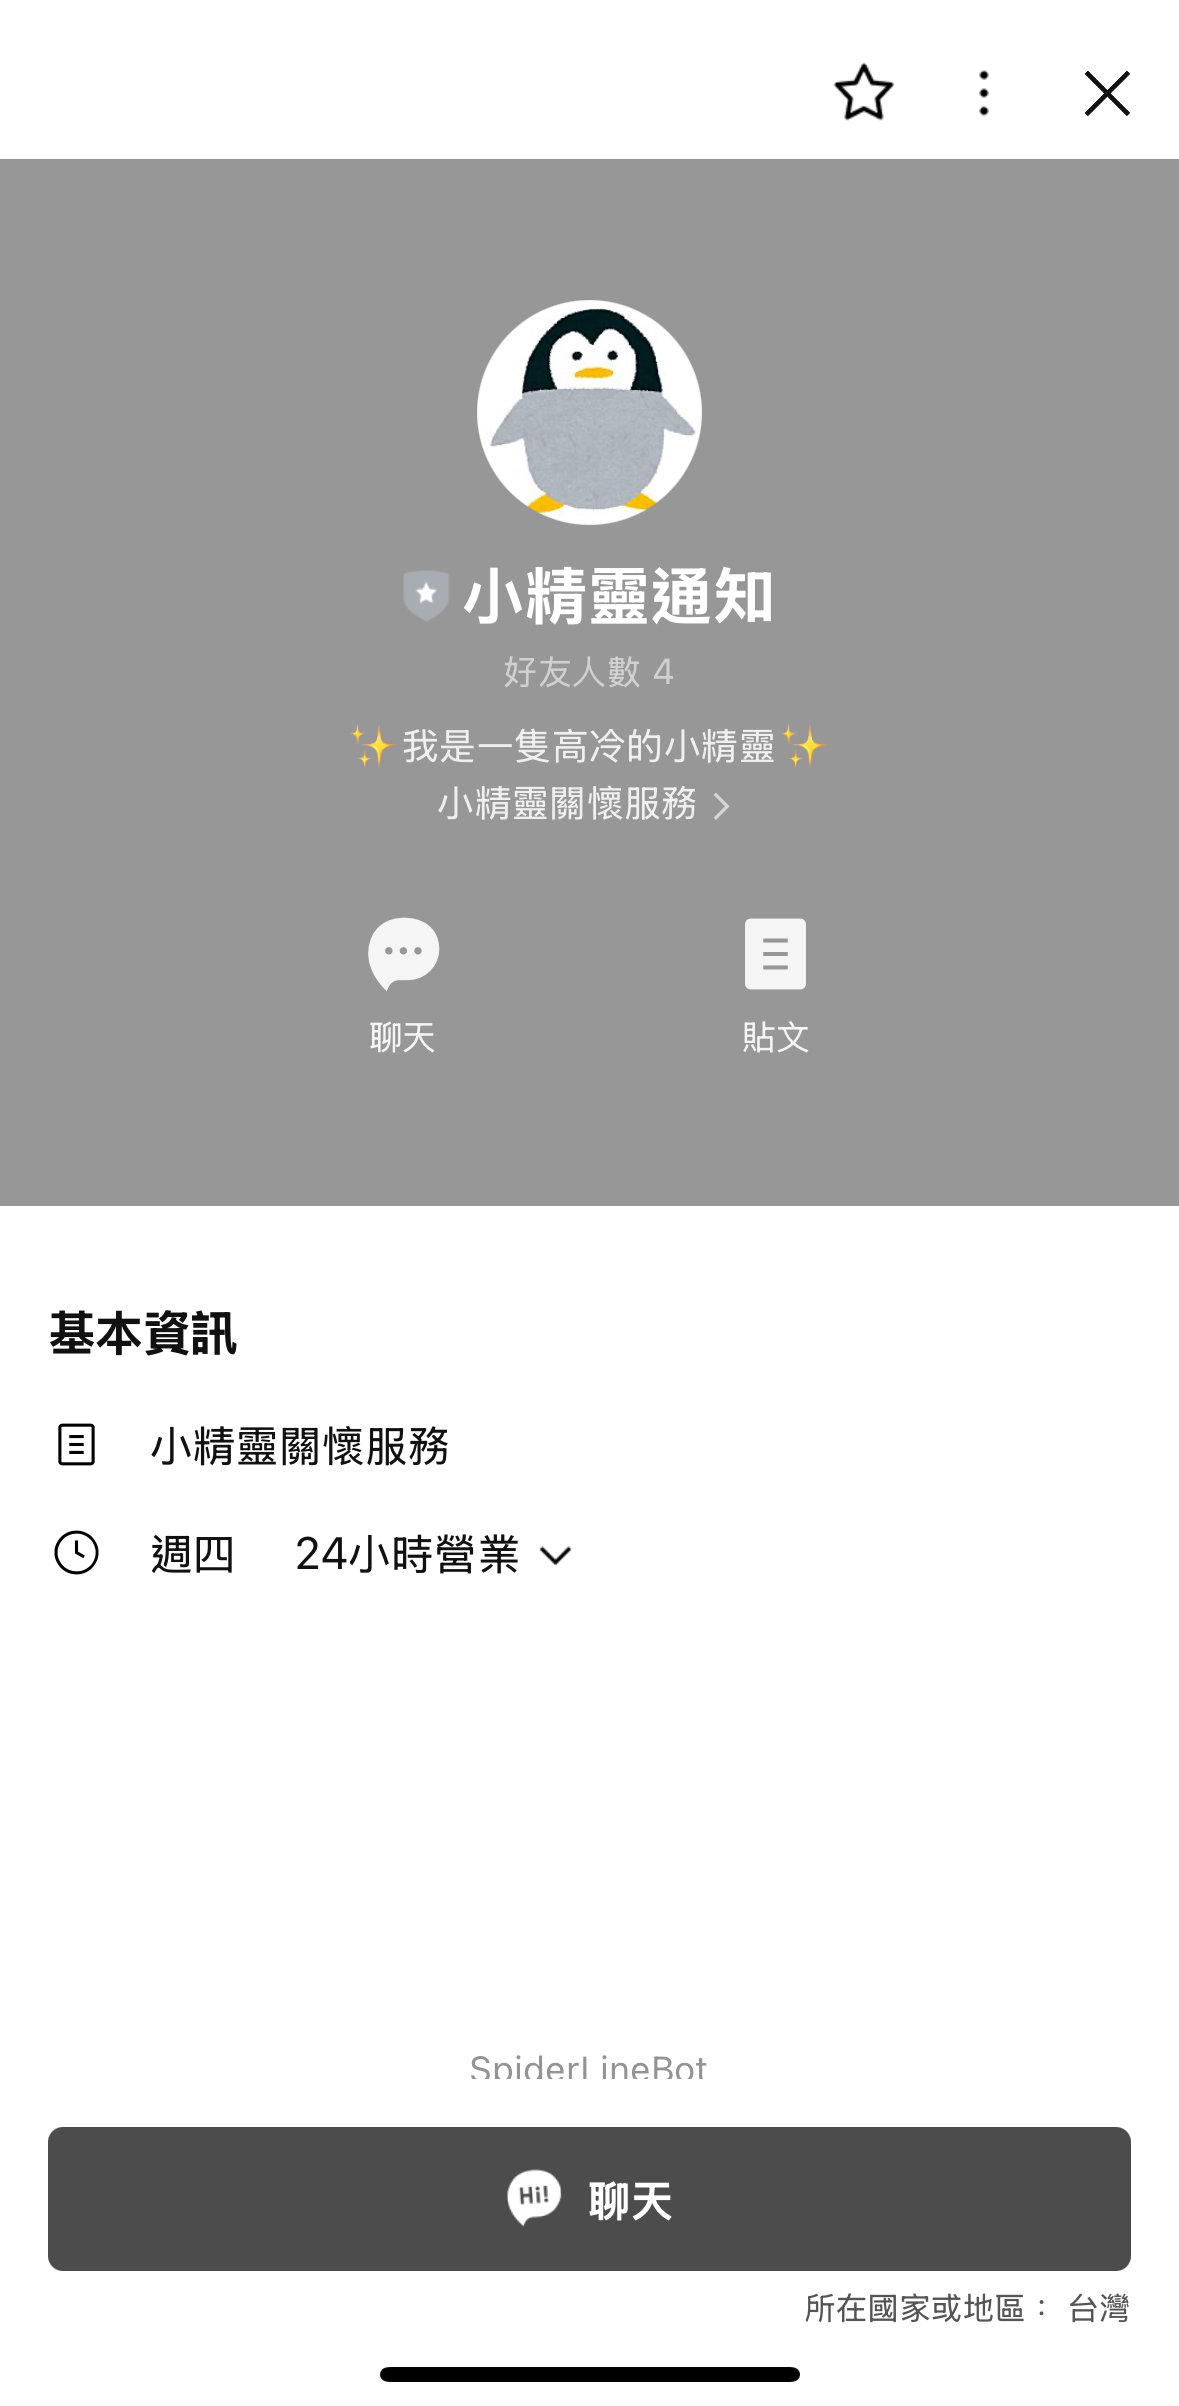 小精靈通知
好友人數 4
✨我是一隻高冷的小精靈✨
小精靈關懷服務
聊天
貼文
基本資訊
小精靈關懷服務
週四 24小時營業
SpiderLineBot
Hi! 聊天
所在國家或地區： 台灣